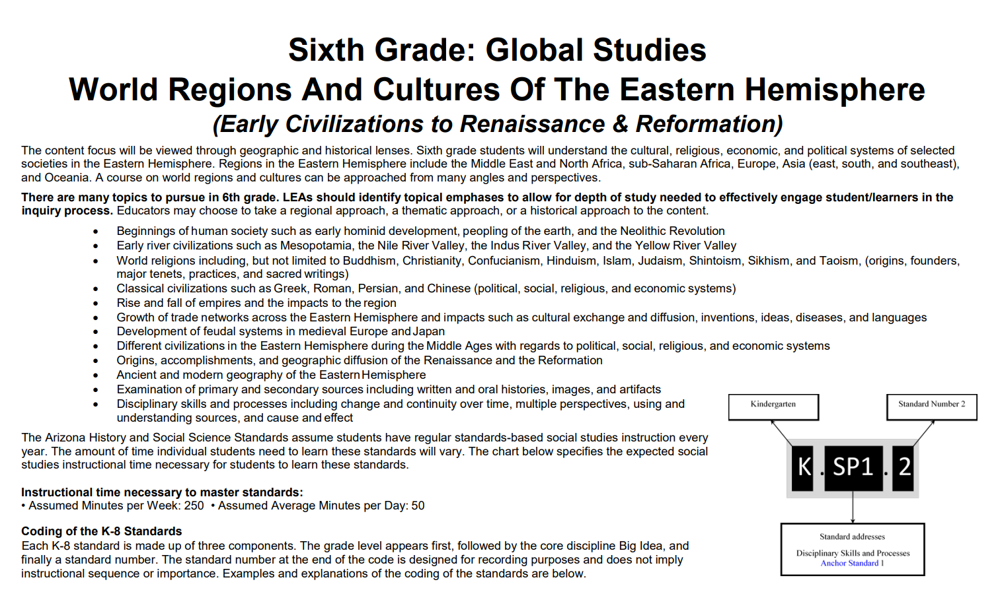 Sixth Grade: Global Studies
World Regions And Cultures Of The Eastern Hemisphere
(Early Civilizations to Renaissance & Reformation)
The content focus will be viewed through geographic and historical lenses. Sixth grade students will understand the cultural, religious, economic, and political systems of selected
societies in the Eastern Hemisphere. Regions in the Eastern Hemisphere include the Middle East and North Africa, sub-Saharan Africa, Europe, Asia (east, south, and southeast),
and Oceania. A course on world regions and cultures can be approached from many angles and perspectives.
There are many topics to pursue in 6th grade. LEAs should identify topical emphases to allow for depth of study needed to effectively engage student/learners in the
inquiry process. Educators may choose to take a regional approach, a thematic approach, or a historical approach to the content.
• Beginnings of human society such as early hominid development, peopling of the earth, and the Neolithic Revolution
• Early river civilizations such as Mesopotamia, the Nile River Valley, the Indus River Valley, and the Yellow River Valley
• World religions including, but not limited to Buddhism, Christianity, Confucianism, Hinduism, Islam, Judaism, Shintoism, Sikhism, and Taoism, (origins, founders,
major tenets, practices, and sacred writings)
• Classical civilizations such as Greek, Roman, Persian, and Chinese (political, social, religious, and economic systems)
• Rise and fall of empires and the impacts to the region
• Growth of trade networks across the Eastern Hemisphere and impacts such as cultural exchange and diffusion, inventions, ideas, diseases, and languages
• Development of feudal systems in medieval Europe and Japan
• Different civilizations in the Eastern Hemisphere during the Middle Ages with regards to political, social, religious, and economic systems
• Origins, accomplishments, and geographic diffusion of the Renaissance and the Reformation
• Ancient and modern geography of the Eastern Hemisphere
• Examination of primary and secondary sources including written and oral histories, images, and artifacts
• Disciplinary skills and processes including change and continuity over time, multiple perspectives, using and
understanding sources, and cause and effect
The Arizona History and Social Science Standards assume students have regular standards-based social studies instruction every
year. The amount of time individual students need to learn these standards will vary. The chart below specifies the expected social
studies instructional time necessary for students to learn these standards.
Instructional time necessary to master standards:
• Assumed Minutes per Week: 250 • Assumed Average Minutes per Day: 50
Coding of the K-8 Standards
Each K-8 standard is made up of three components. The grade level appears first, followed by the core discipline Big Idea, and
finally a standard number. The standard number at the end of the code is designed for recording purposes and does not imply
instructional sequence or importance. Examples and explanations of the coding of the standards are below.
Kindergarten
Standard Number 2
K.SP1.2
Standard addresses
Disciplinary Skills and Processes
Anchor Standard 1